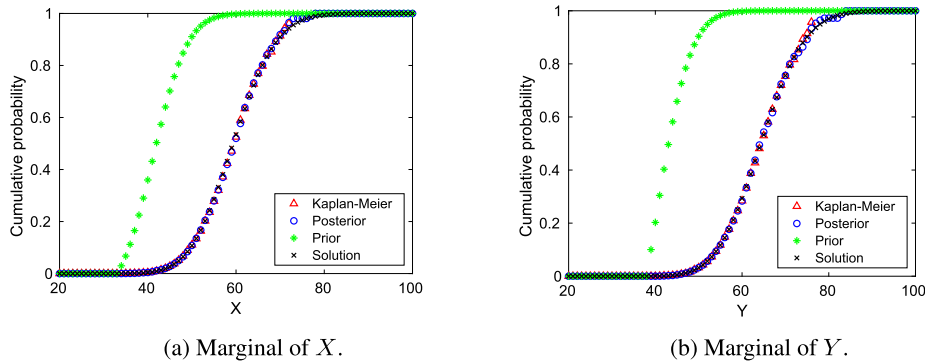 1
0.8
0.6
0.4
0.2
0
Cumulative probability
Kaplan-Meier
Posterior
Prior
Solution
20 40 60 80 100
X
(a) Marginal of X.
1
0.8
0.6
0.4
0.2
0
Cumulative probability
Kaplan-Meier
Posterior
Prior
Solution
20 40 60 80 100
Y
(b) Marginal of Y.